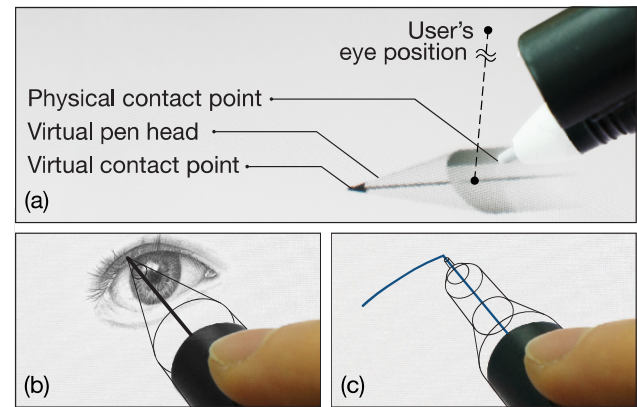 User's
eye position
Physical contact point
Virtual pen head
Virtual contact point
(a)
(b)
(c)